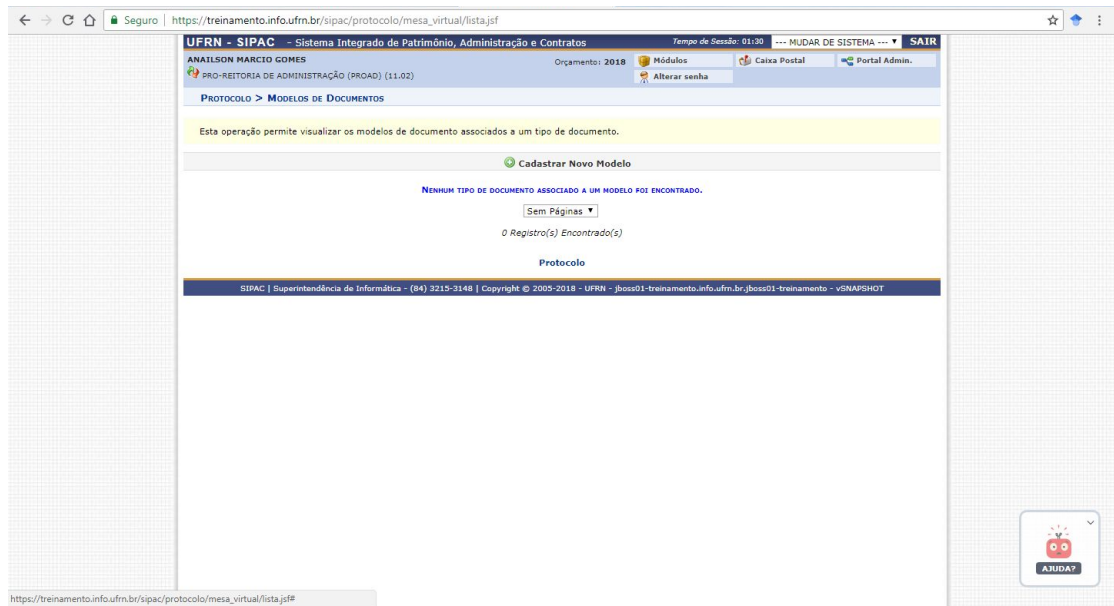 Seguro | https://treinamento.info.ufrn.br/sipac/protocolo/mesa_virtual/lista.jsf
UFRN - SIPAC - Sistema Integrado de Patrimônio, Administração e Contratos Tempo de Sessão: 01:30 --- MUDAR DE SISTEMA --- SAIR
ANAILSON MARCIO GOMES Orçamento: 2018 Módulos Caixa Postal Portal Admin.
PRO-REITORIA DE ADMINISTRAÇÃO (PROAD) (11.02) Alterar senha
PROTOCOLO > MODELOS DE DOCUMENTOS
Esta operação permite visualizar os modelos de documento associados a um tipo de documento.
Cadastrar Novo Modelo
NENHUM TIPO DE DOCUMENTO ASSOCIADO A UM MODELO FOI ENCONTRADO.
Sem Páginas
0 Registro(s) Encontrado(s)
Protocolo
SIPAC | Superintendência de Informática - (84) 3215-3148 | Copyright © 2005-2018 - UFRN - jboss01-treinamento.info.ufrn.br.jboss01-treinamento - vSNAPSHOT
AJUDA?
https://treinamento.info.ufrn.br/sipac/protocolo/mesa_virtual/lista.jsf#